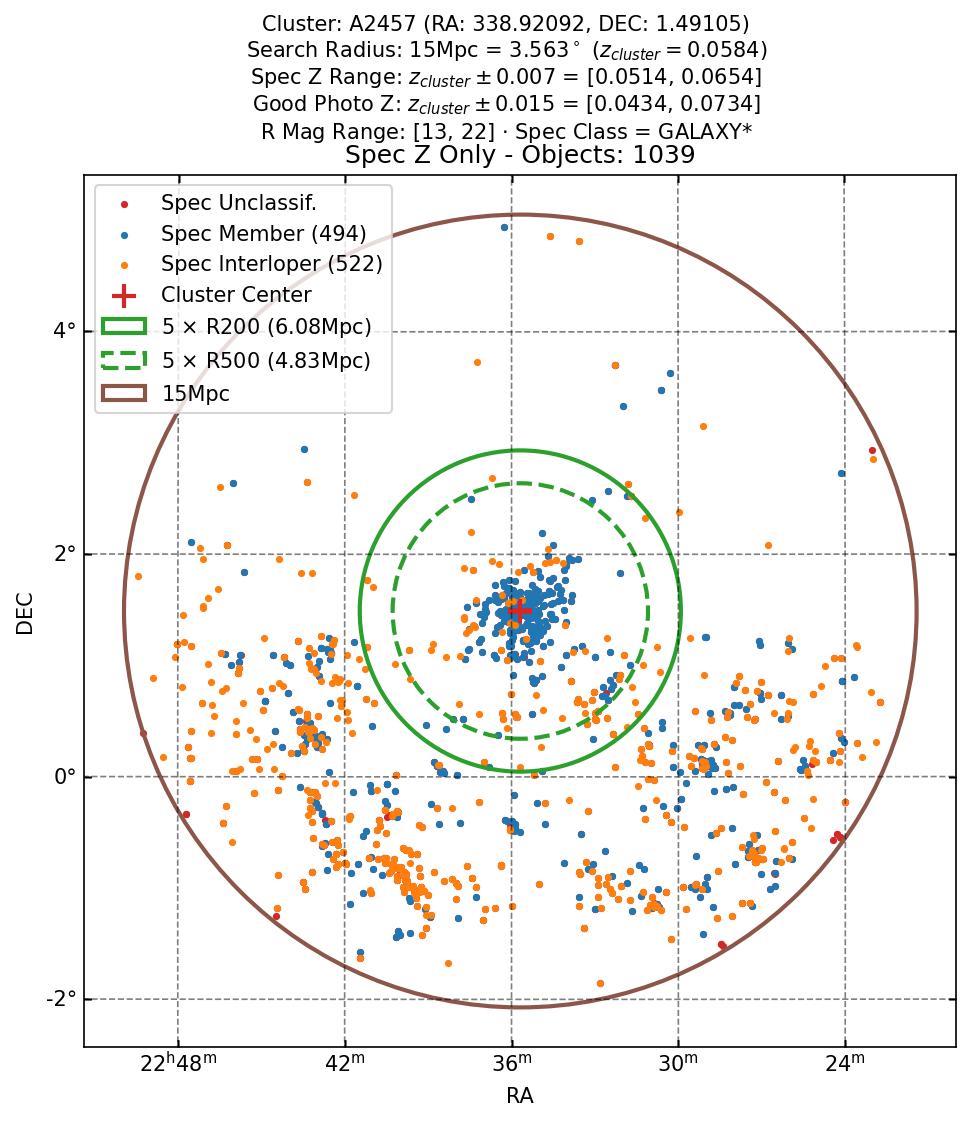 Cluster: A2457 (RA: 338.92092, DEC: 1.49105)
Search Radius: 15Mpc = 3.563° (z_cluster = 0.0584)
Spec Z Range: z_cluster ± 0.007 = [0.0514, 0.0654]
Good Photo Z: z_cluster ± 0.015 = [0.0434, 0.0734]
R Mag Range: [13, 22] · Spec Class = GALAXY*
Spec Z Only - Objects: 1039
Spec Unclassif.
Spec Member (494)
Spec Interloper (522)
Cluster Center
5 × R200 (6.08Mpc)
5 × R500 (4.83Mpc)
15Mpc
4°
2°
0°
-2°
DEC
22ʰ48ᵐ 42ᵐ 36ᵐ 30ᵐ 24ᵐ
RA